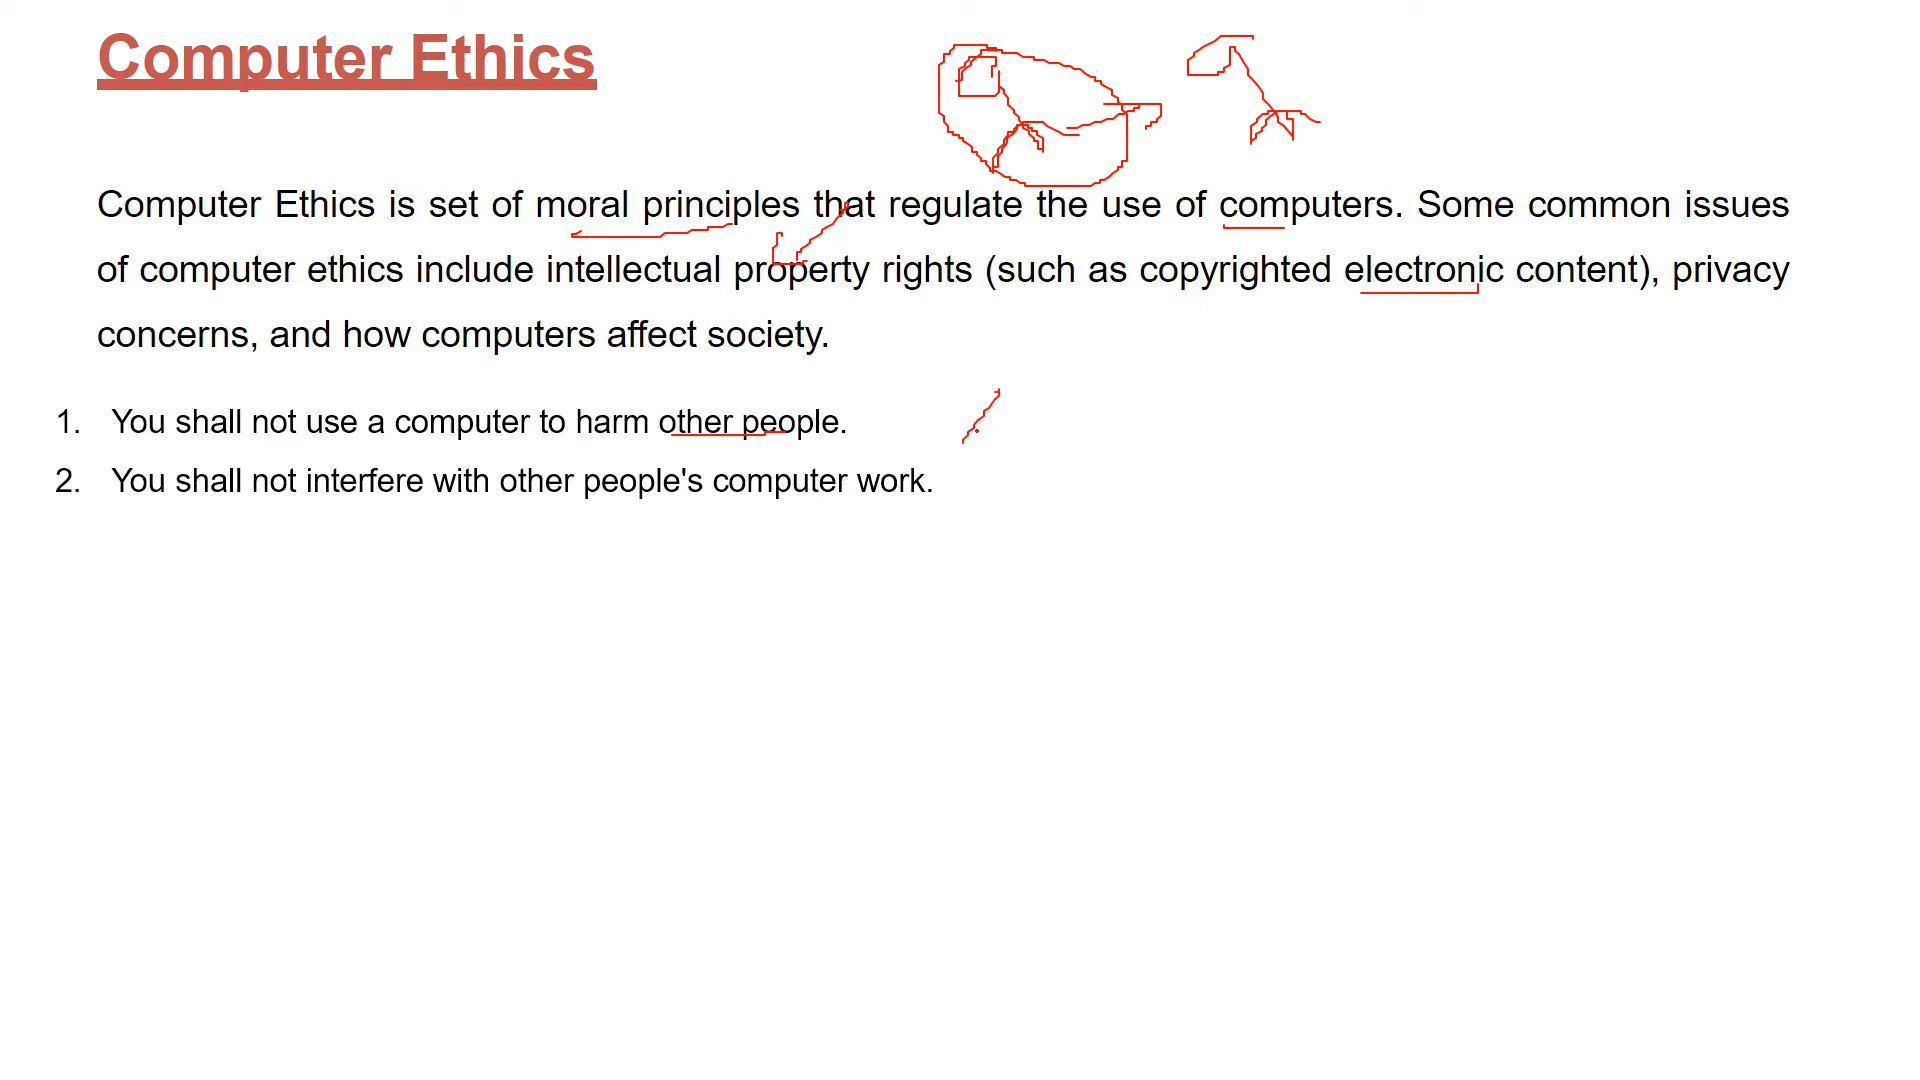 Computer Ethics
Computer Ethics is set of moral principles that regulate the use of computers. Some common issues
of computer ethics include intellectual property rights (such as copyrighted electronic content), privacy
concerns, and how computers affect society.
1. You shall not use a computer to harm other people.
2. You shall not interfere with other people's computer work.